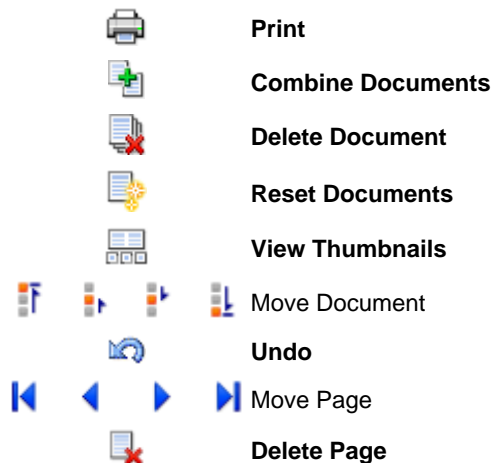 Print
Combine Documents
Delete Document
Reset Documents
View Thumbnails
Move Document
Undo
Move Page
Delete Page